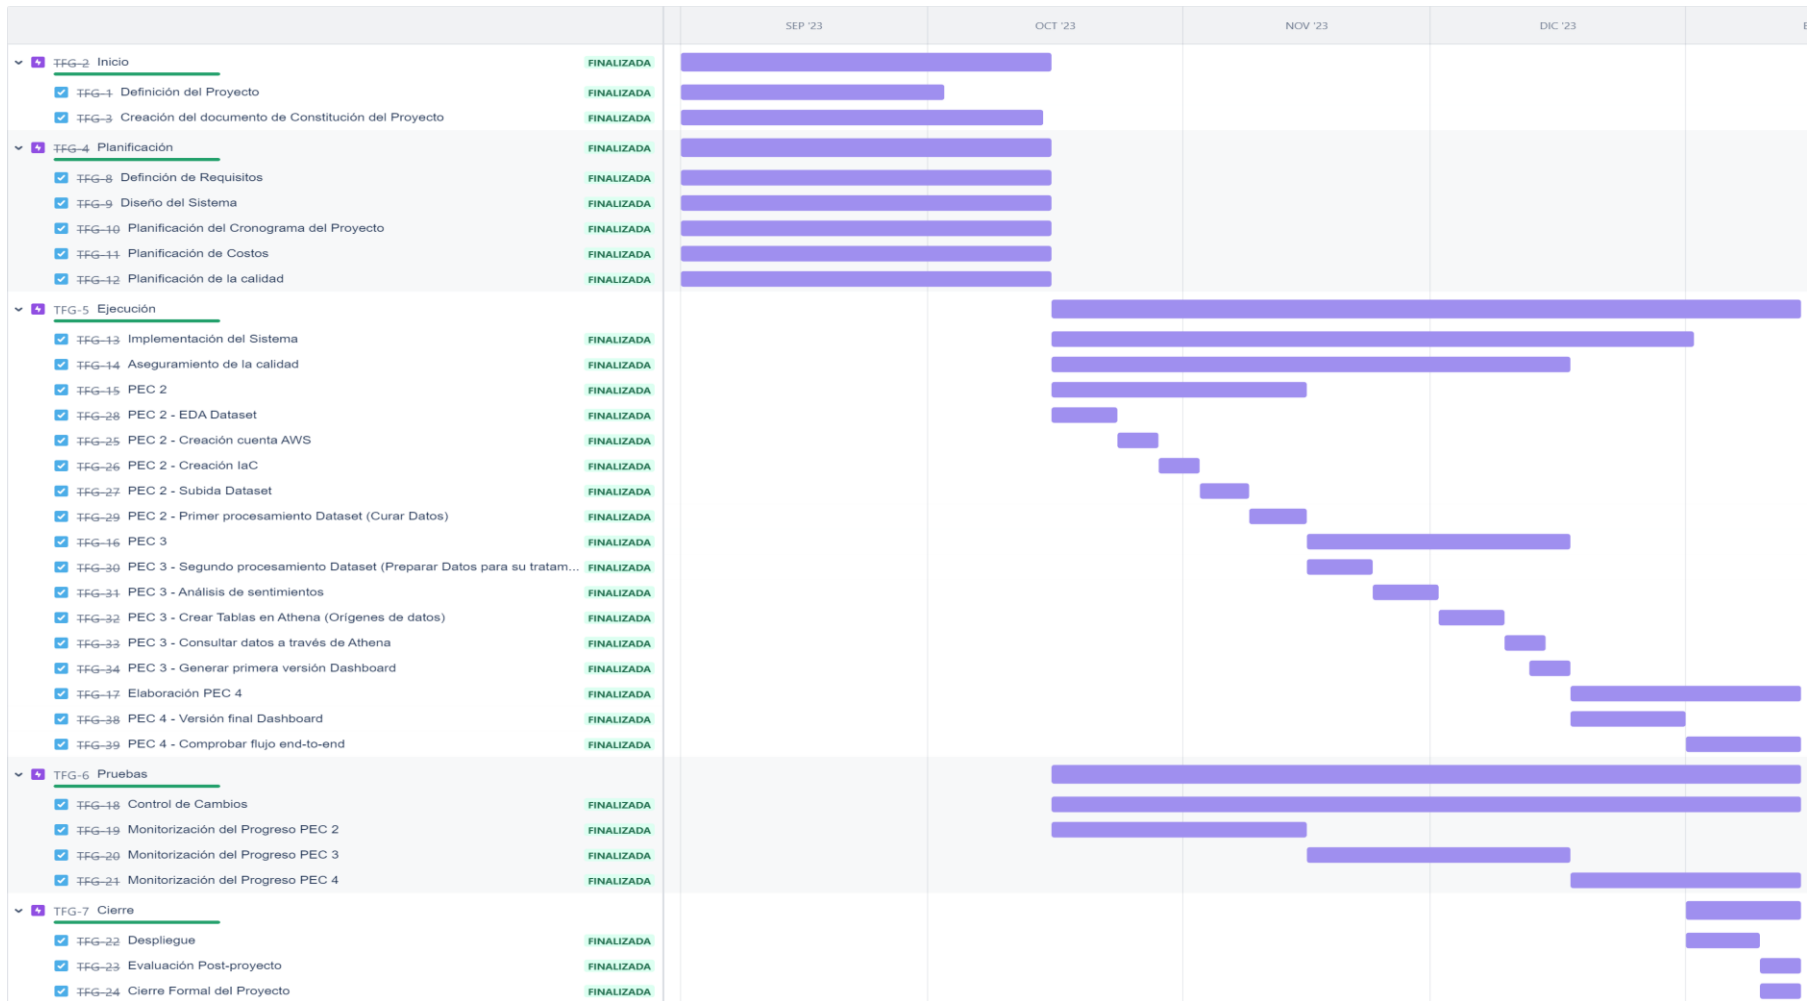 SEP '23 OCT '23 NOV '23 DIC '23 E
TFG-2 Inicio FINALIZADA
TFG-1 Definición del Proyecto FINALIZADA
TFG-3 Creación del documento de Constitución del Proyecto FINALIZADA
TFG-4 Planificación FINALIZADA
TFG-8 Definción de Requisitos FINALIZADA
TFG-9 Diseño del Sistema FINALIZADA
TFG-10 Planificación del Cronograma del Proyecto FINALIZADA
TFG-11 Planificación de Costos FINALIZADA
TFG-12 Planificación de la calidad FINALIZADA
TFG-5 Ejecución
TFG-13 Implementación del Sistema FINALIZADA
TFG-14 Aseguramiento de la calidad FINALIZADA
TFG-15 PEC 2 FINALIZADA
TFG-28 PEC 2 - EDA Dataset FINALIZADA
TFG-25 PEC 2 - Creación cuenta AWS FINALIZADA
TFG-26 PEC 2 - Creación IaC FINALIZADA
TFG-27 PEC 2 - Subida Dataset FINALIZADA
TFG-29 PEC 2 - Primer procesamiento Dataset (Curar Datos) FINALIZADA
TFG-16 PEC 3 FINALIZADA
TFG-30 PEC 3 - Segundo procesamiento Dataset (Preparar Datos para su tratam... FINALIZADA
TFG-31 PEC 3 - Análisis de sentimientos FINALIZADA
TFG-32 PEC 3 - Crear Tablas en Athena (Orígenes de datos) FINALIZADA
TFG-33 PEC 3 - Consultar datos a través de Athena FINALIZADA
TFG-34 PEC 3 - Generar primera versión Dashboard FINALIZADA
TFG-17 Elaboración PEC 4 FINALIZADA
TFG-38 PEC 4 - Versión final Dashboard FINALIZADA
TFG-39 PEC 4 - Comprobar flujo end-to-end FINALIZADA
TFG-6 Pruebas
TFG-18 Control de Cambios FINALIZADA
TFG-19 Monitorización del Progreso PEC 2 FINALIZADA
TFG-20 Monitorización del Progreso PEC 3 FINALIZADA
TFG-21 Monitorización del Progreso PEC 4 FINALIZADA
TFG-7 Cierre
TFG-22 Despliegue FINALIZADA
TFG-23 Evaluación Post-proyecto FINALIZADA
TFG-24 Cierre Formal del Proyecto FINALIZADA